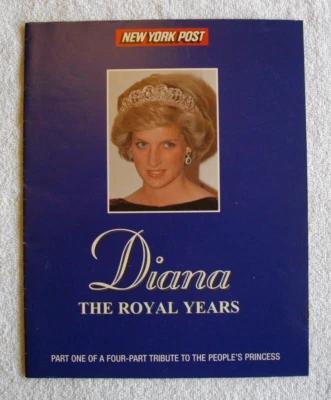 NEW YORK POST
Diana
THE ROYAL YEARS
PART ONE OF A FOUR-PART TRIBUTE TO THE PEOPLE'S PRINCESS